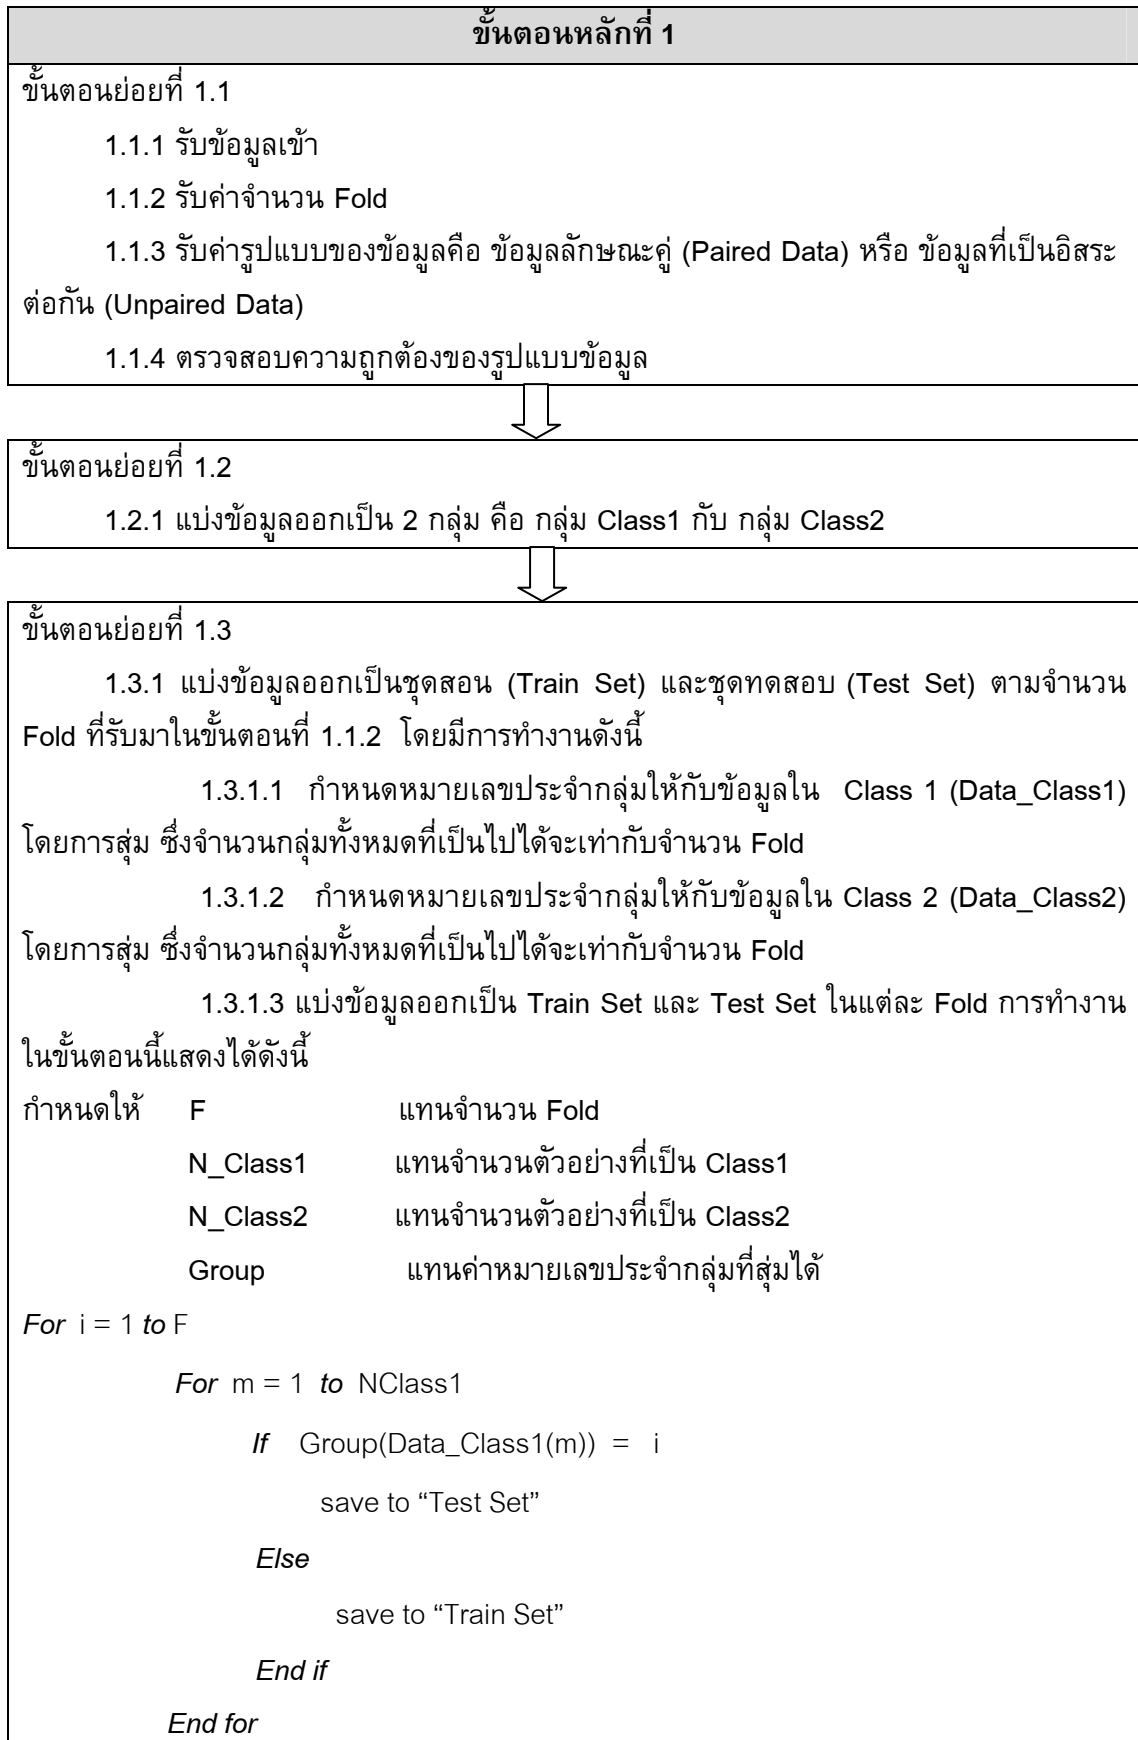 ขั้นตอนหลักที่ 1
ขั้นตอนย่อยที่ 1.1
1.1.1 รับข้อมูลเข้า
1.1.2 รับค่าจำนวน Fold
1.1.3 รับค่ารูปแบบของข้อมูลคือ ข้อมูลลักษณะคู่ (Paired Data) หรือ ข้อมูลที่เป็นอิสระ
ต่อกัน (Unpaired Data)
1.1.4 ตรวจสอบความถูกต้องของรูปแบบข้อมูล
ขั้นตอนย่อยที่ 1.2
1.2.1 แบ่งข้อมูลออกเป็น 2 กลุ่ม คือ กลุ่ม Class1 กับ กลุ่ม Class2
ขั้นตอนย่อยที่ 1.3
1.3.1 แบ่งข้อมูลออกเป็นชุดสอน (Train Set) และชุดทดสอบ (Test Set) ตามจำนวน
Fold ที่รับมาในขั้นตอนที่ 1.1.2 โดยมีการทำงานดังนี้
1.3.1.1 กำหนดหมายเลขประจำกลุ่มให้กับข้อมูลใน Class 1 (Data_Class1)
โดยการสุ่ม ซึ่งจำนวนกลุ่มทั้งหมดที่เป็นไปได้จะเท่ากับจำนวน Fold
1.3.1.2 กำหนดหมายเลขประจำกลุ่มให้กับข้อมูลใน Class 2 (Data_Class2)
โดยการสุ่ม ซึ่งจำนวนกลุ่มทั้งหมดที่เป็นไปได้จะเท่ากับจำนวน Fold
1.3.1.3 แบ่งข้อมูลออกเป็น Train Set และ Test Set ในแต่ละ Fold การทำงาน
ในขั้นตอนนี้แสดงได้ดังนี้
กำหนดให้ F แทนจำนวน Fold
N_Class1 แทนจำนวนตัวอย่างที่เป็น Class1
N_Class2 แทนจำนวนตัวอย่างที่เป็น Class2
Group แทนค่าหมายเลขประจำกลุ่มที่สุ่มได้
For i = 1 to F
For m = 1 to NClass1
If Group(Data_Class1(m)) = i
save to “Test Set”
Else
save to “Train Set”
End if
End for